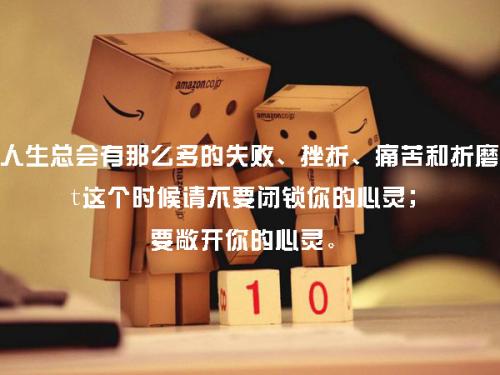 amazon.co.jp
amazon.co.jp
人生总会有那么多的失败、挫折、痛苦和折磨
t这个时候请不要闭锁你的心灵；
要敞开你的心灵。
1 0